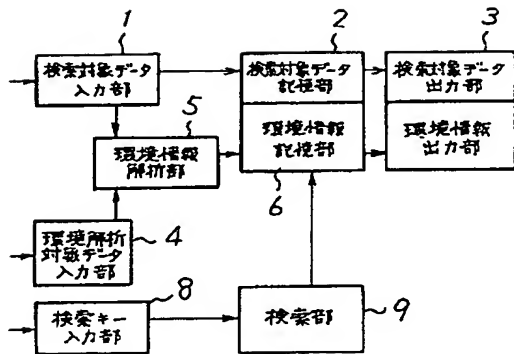 1
2
3
検索対象データ
入力部
検索対象データ
記憶部
検索対象データ
出力部
5
環境情報
解析部
環境情報
記憶部
環境情報
出力部
6
環境解析
対象データ
入力部
4
8
検索キー
入力部
検索部
9